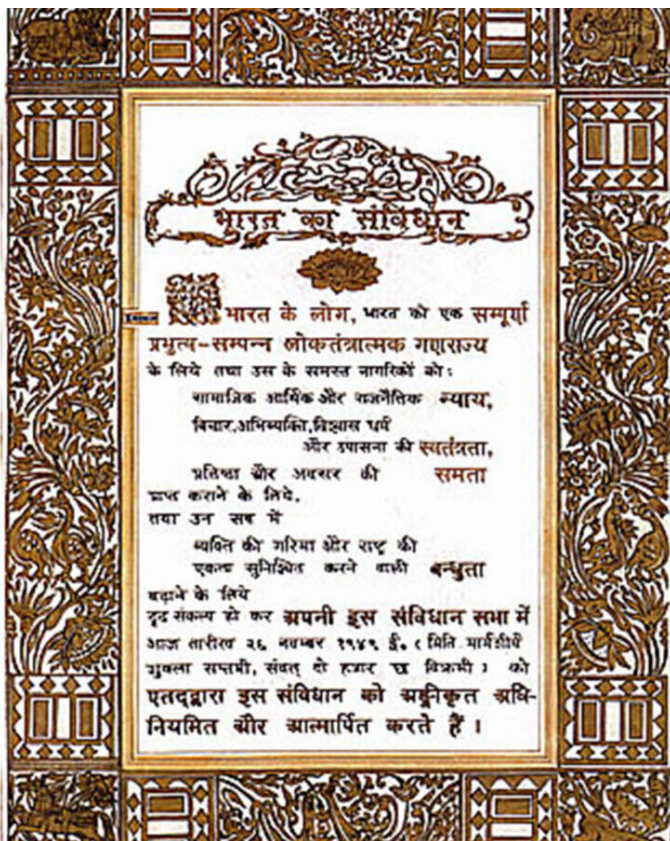 भारत का संविधान
भारत के लोग, भारत को एक सम्पूर्ण
प्रभुत्व-सम्पन्न लोकतंत्रात्मक गणराज्य
के लिये तथा उस के समस्त नागरिकों को:
सामाजिक आर्थिक और राजनैतिक न्याय,
विचार,अभिव्यक्ति,विश्वास धर्म
और उपासना की स्वतंत्रता,
प्रतिष्ठा और अवसर की समता
प्राप्त कराने के लिये,
तथा उन सब में
व्यक्ति की गरिमा और राष्ट्र की
एकता सुनिश्चित करने वाली बन्धुता
बढ़ाने के लिये
दृढ संकल्प हो कर अपनी इस संविधान सभा में
आज तारीख २६ नवम्बर १९४९ ई० ( मिति मार्गशीर्ष
शुक्ला सप्तमी, संवत् दो हजार छ विक्रमी ) को
एतद्द्वारा इस संविधान को अङ्गीकृत अधि-
नियमित और आत्मार्पित करते हैं ।